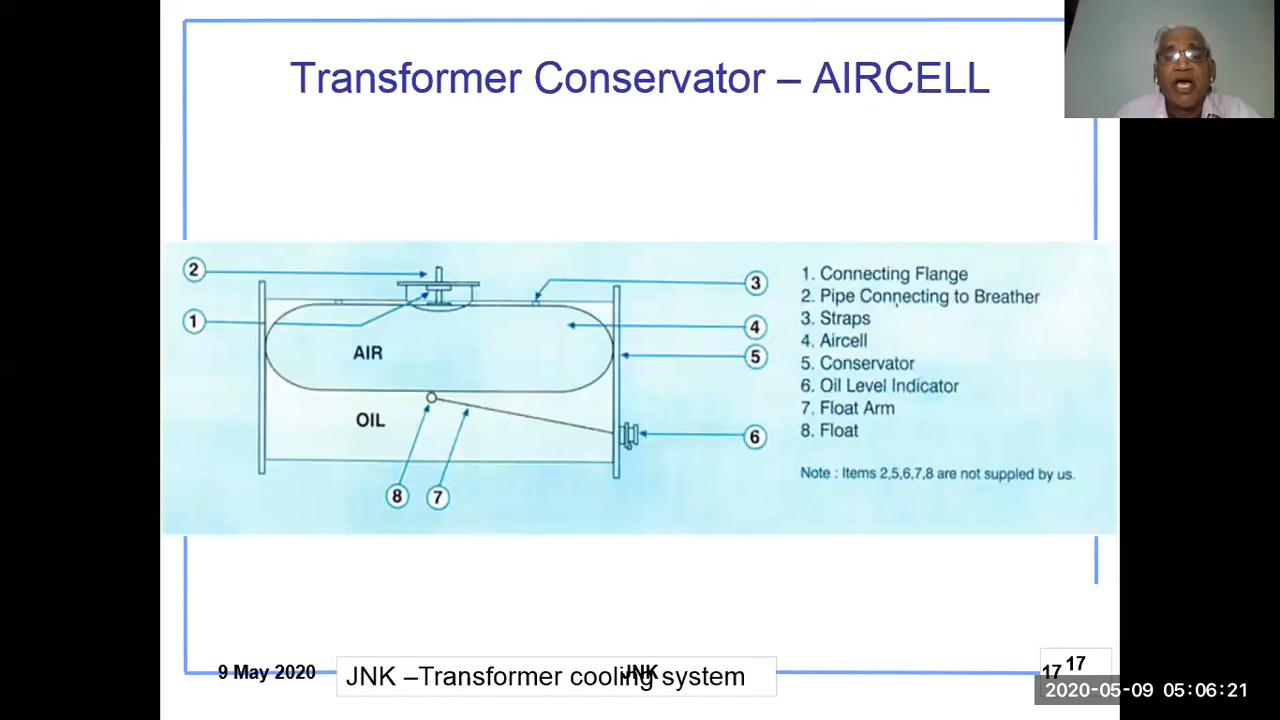 Transformer Conservator – AIRCELL
2
1
AIR
OIL
8
7
3
4
5
6
1. Connecting Flange
2. Pipe Connecting to Breather
3. Straps
4. Aircell
5. Conservator
6. Oil Level Indicator
7. Float Arm
8. Float
Note : Items 2,5,6,7,8 are not suppled by us.
9 May 2020
JNK –Transformer cooling system
JNK
17
17
2020-05-09 05:06:21